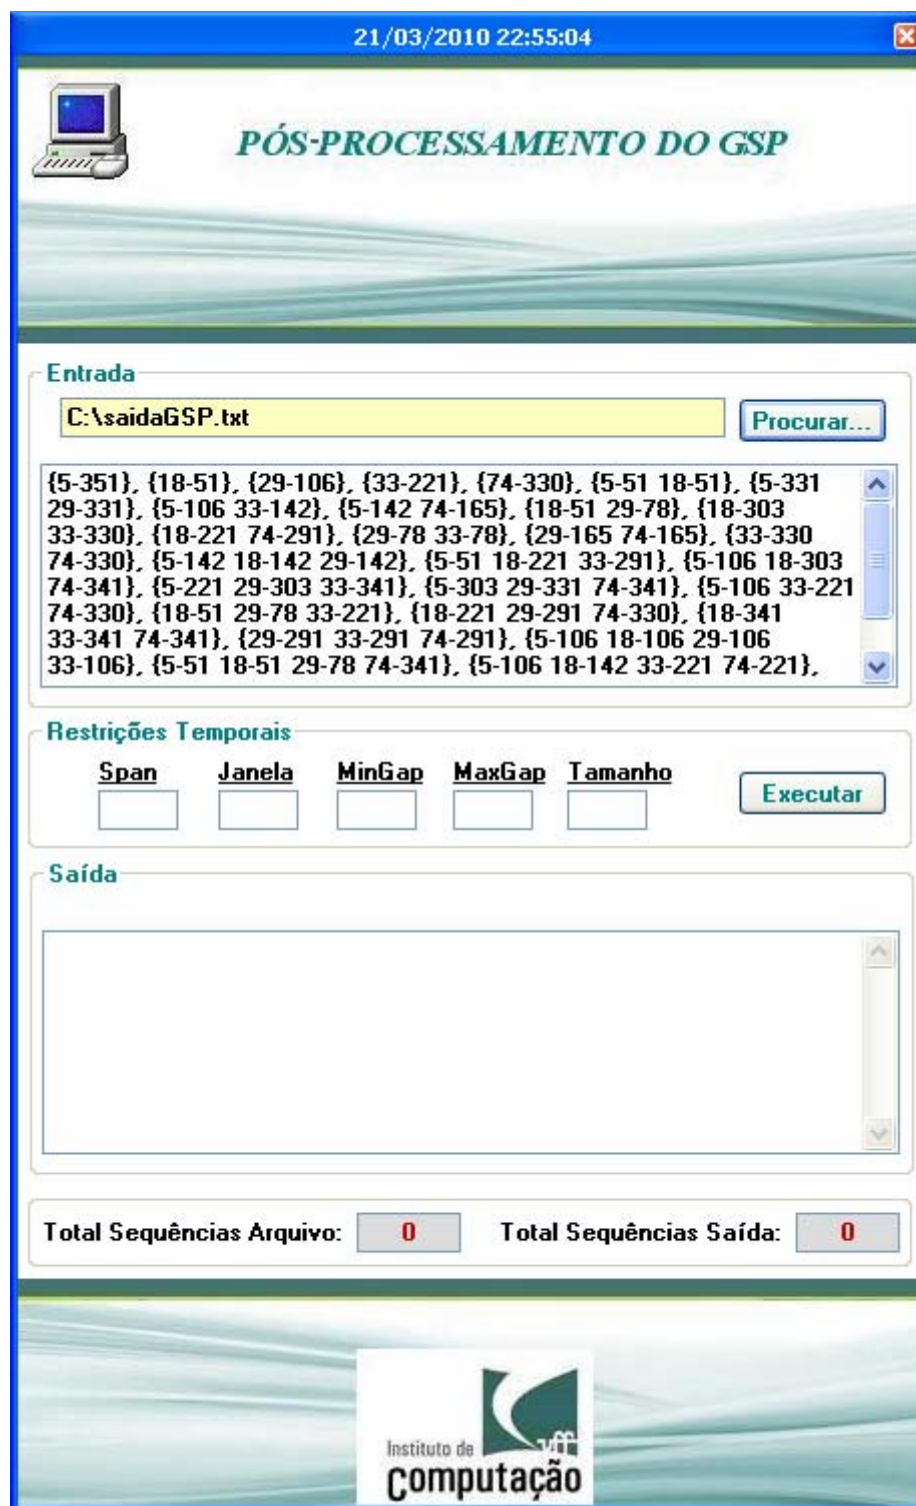 21/03/2010 22:55:04
PÓS-PROCESSAMENTO DO GSP
Entrada
C:\saidaGSP.txt
Procurar...
{5-351}, {18-51}, {29-106}, {33-221}, {74-330}, {5-51 18-51}, {5-331
29-331}, {5-106 33-142}, {5-142 74-165}, {18-51 29-78}, {18-303
33-330}, {18-221 74-291}, {29-78 33-78}, {29-165 74-165}, {33-330
74-330}, {5-142 18-142 29-142}, {5-51 18-221 33-291}, {5-106 18-303
74-341}, {5-221 29-303 33-341}, {5-303 29-331 74-341}, {5-106 33-221
74-330}, {18-51 29-78 33-221}, {18-221 29-291 74-330}, {18-341
33-341 74-341}, {29-291 33-291 74-291}, {5-106 18-106 29-106
33-106}, {5-51 18-51 29-78 74-341}, {5-106 18-142 33-221 74-221},
Restrições Temporais
Span Janela MinGap MaxGap Tamanho
Executar
Saída
Total Sequências Arquivo: 0 Total Sequências Saída: 0
Instituto de
computação
uff